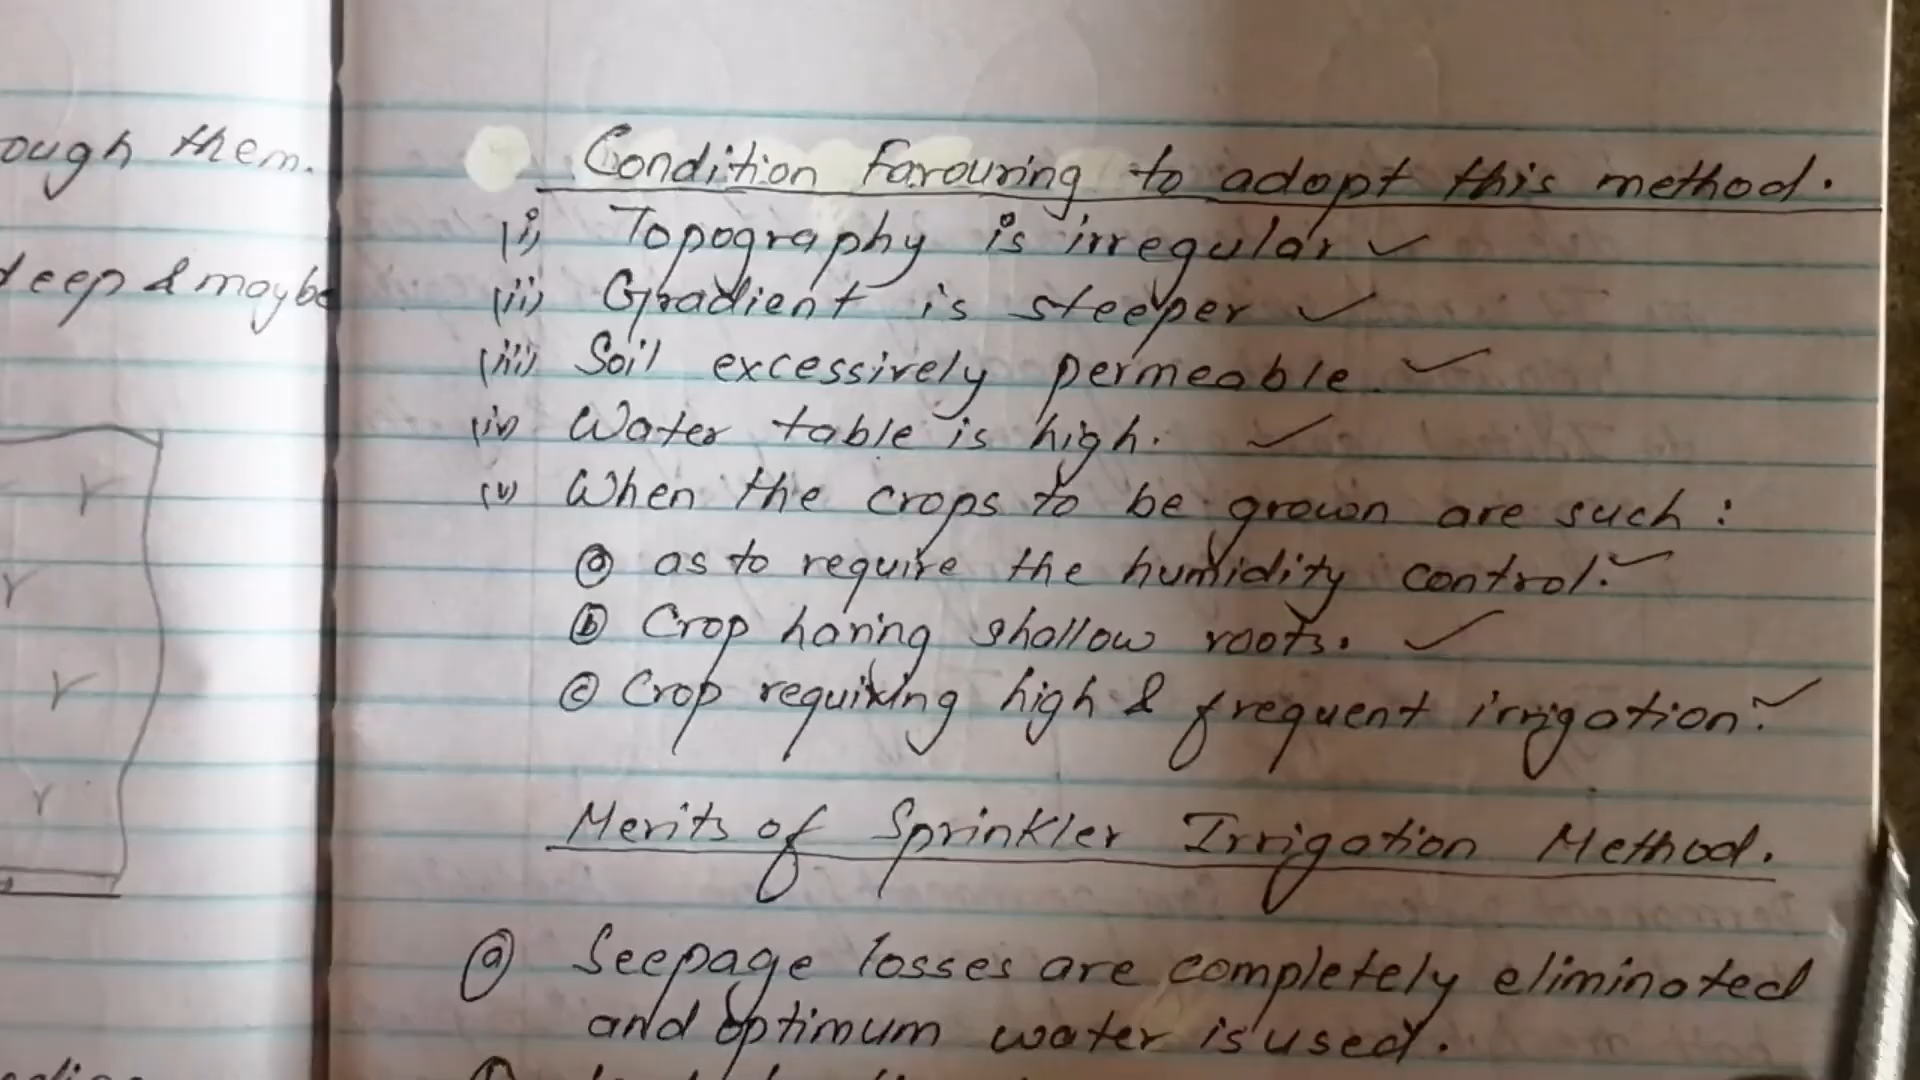 ough them.
deep & maybe
r
r
r
r
Condition Favouring to adopt this method.
(i) Topography is irregular ✓
(ii) Gradient is steeper ✓
(iii) Soil excessively permeable. ✓
(iv) Water table is high. ✓
(v) When the crops to be grown are such :
(a) as to require the humidity control. ✓
(b) Crop having shallow roots. ✓
(c) Crop requiring high & frequent irrigation. ✓
Merits of Sprinkler Irrigation Method.
(a) Seepage losses are completely eliminated
and optimum water is used.